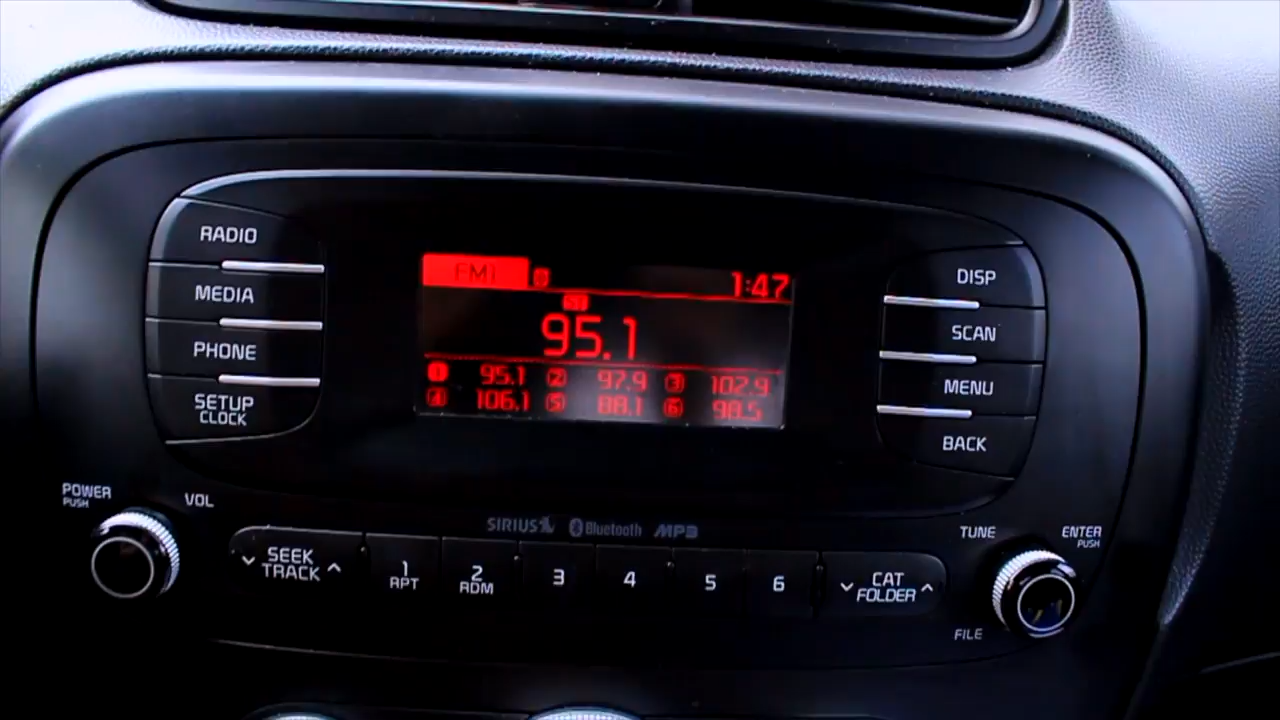 RADIO
MEDIA
PHONE
SETUP
CLOCK
FM1
1:47
ST
95.1
1 95.1 2 97.9 3 102.9
4 106.1 5 88.1 6 98.5
DISP
SCAN
MENU
BACK
POWER
PUSH
VOL
SIRIUS Bluetooth MP3
SEEK
TRACK
1
RPT
2
RDM
3
4
5
6
CAT
FOLDER
TUNE
ENTER
PUSH
FILE